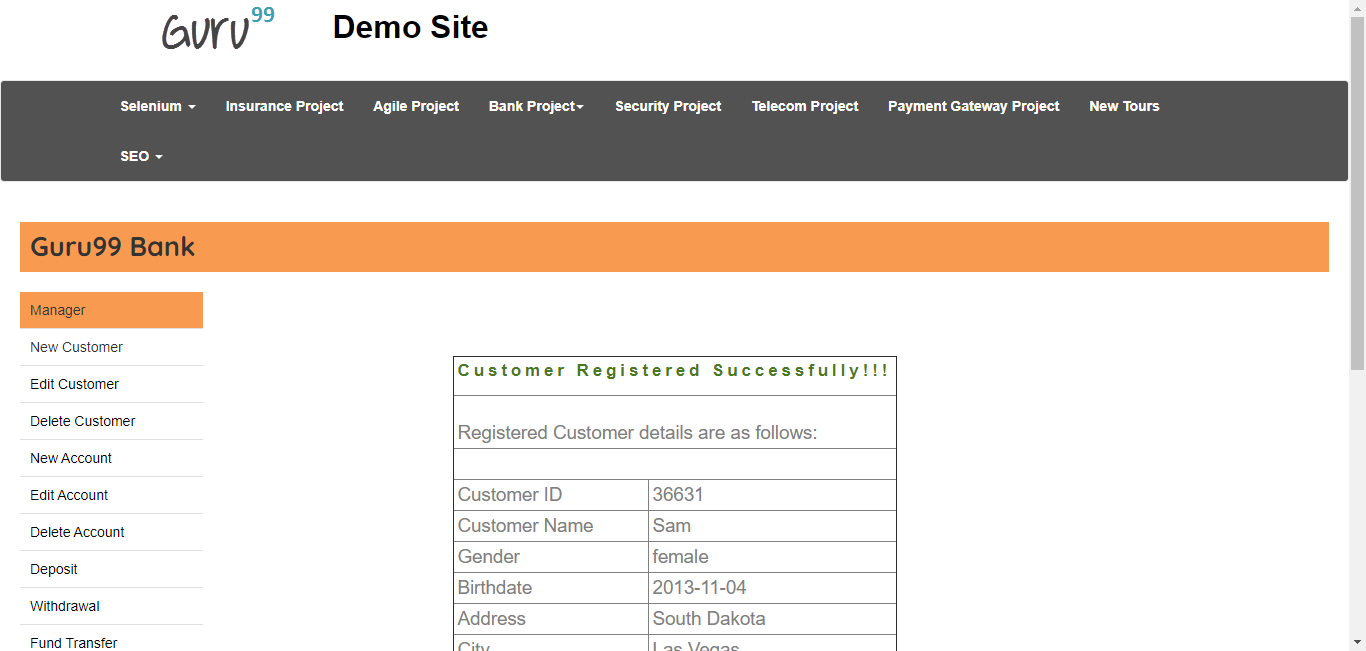 Guru99
Demo Site
Selenium
Insurance Project
Agile Project
Bank Project
Security Project
Telecom Project
Payment Gateway Project
New Tours
SEO
Guru99 Bank
Manager
New Customer
Edit Customer
Delete Customer
New Account
Edit Account
Delete Account
Deposit
Withdrawal
Fund Transfer
Customer Registered Successfully!!!
Registered Customer details are as follows:
Customer ID 36631
Customer Name Sam
Gender female
Birthdate 2013-11-04
Address South Dakota
City Las Vegas